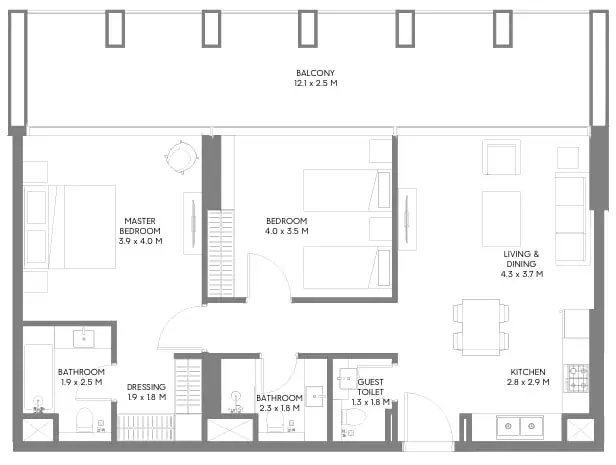 BALCONY
12.1 x 2.5 M
MASTER
BEDROOM
3.9 x 4.0 M
BEDROOM
4.0 x 3.5 M
LIVING &
DINING
4.3 x 3.7 M
BATHROOM
1.9 x 2.5 M
DRESSING
1.9 x 1.8 M
BATHROOM
2.3 x 1.8 M
GUEST
TOILET
1.3 x 1.8 M
KITCHEN
2.8 x 2.9 M